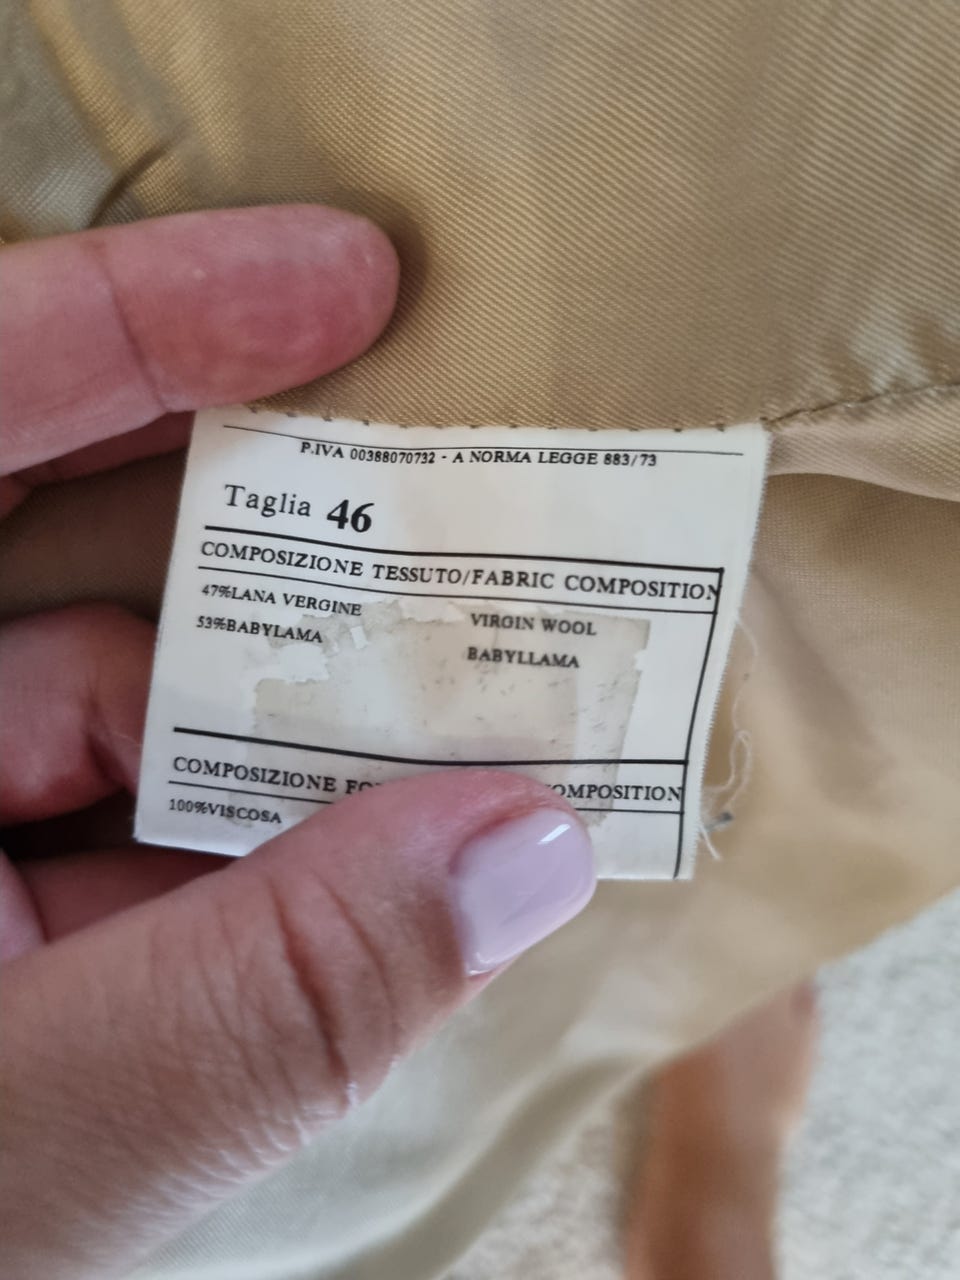 P.IVA 00388070732 - A NORMA LEGGE 883/73
Taglia 46
COMPOSIZIONE TESSUTO/FABRIC COMPOSITION
47%LANA VERGINE VIRGIN WOOL
53%BABYLAMA BABYLLAMA
COMPOSIZIONE
100%VISCOSA